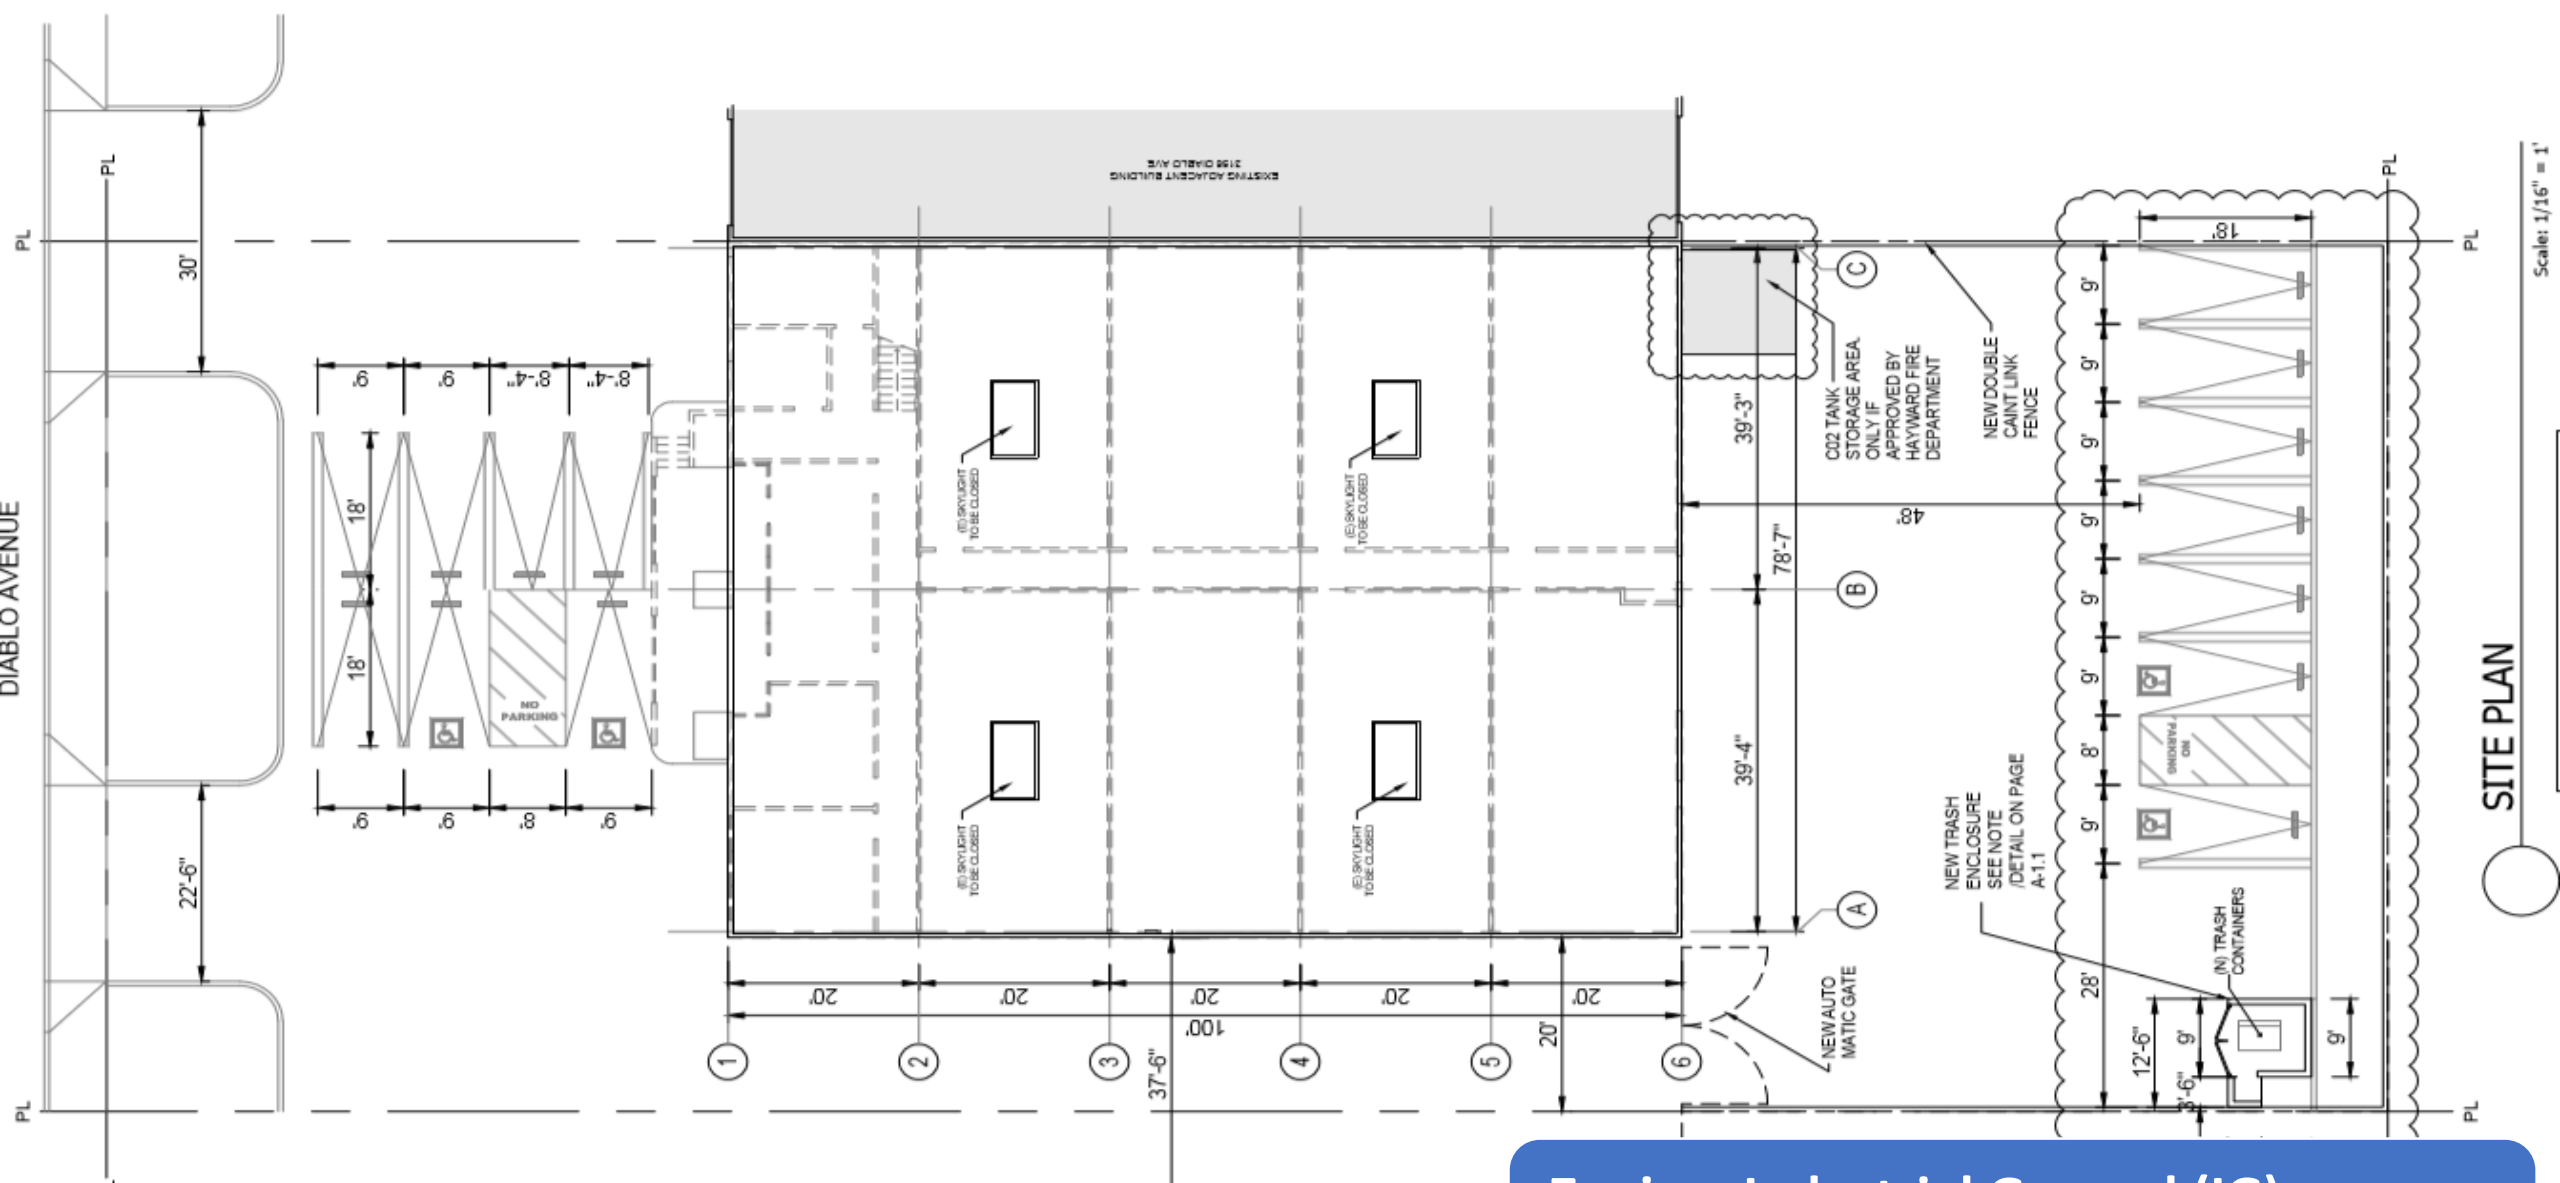 DIABLO AVENUE
PL
PL
PL
30'
22'-6"
9'
9'
8'-4"
8'-4"
18'
18'
NO
PARKING
9'
9'
8'
9'
EXISTING ADJACENT BUILDING
3198 DIABLO AVE
(E) SKYLIGHT
TO BE CLOSED
(E) SKYLIGHT
TO BE CLOSED
(E) SKYLIGHT
TO BE CLOSED
(E) SKYLIGHT
TO BE CLOSED
20'
20'
20'
20'
20'
100'
1
2
3
4
5
6
37'-6"
20'
C
B
A
39'-3"
78'-7"
39'-4"
48'
C02 TANK
STORAGE AREA
ONLY IF
APPROVED BY
HAYWARD FIRE
DEPARTMENT
NEW DOUBLE
CAINT LINK
FENCE
NEW AUTO
MATIC GATE
NEW TRASH
ENCLOSURE
SEE NOTE
/DETAIL ON PAGE
A-1.1
(N) TRASH
CONTAINERS
18'
9'
9'
9'
9'
9'
9'
8'
9'
28'
NO
PARKING
12'-6"
9'
3'-6"
9'
PL
PL
PL
SITE PLAN
Scale: 1/16" = 1'